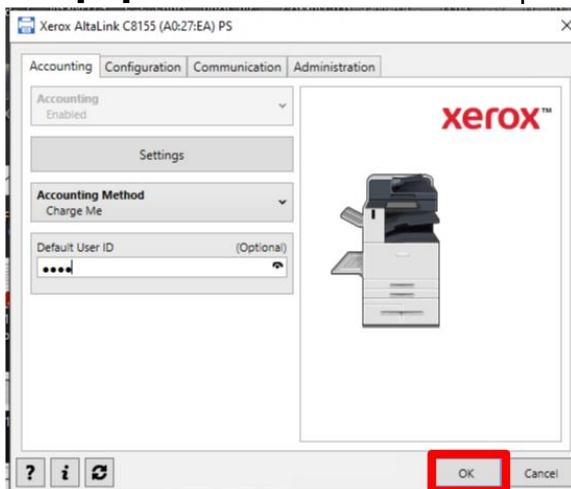 Xerox AltaLink C8155 (A0:27:EA) PS
Accounting Configuration Communication Administration
Accounting
Enabled
xerox™
Settings
Accounting Method
Charge Me
Default User ID (Optional)
••••
? i
OK Cancel